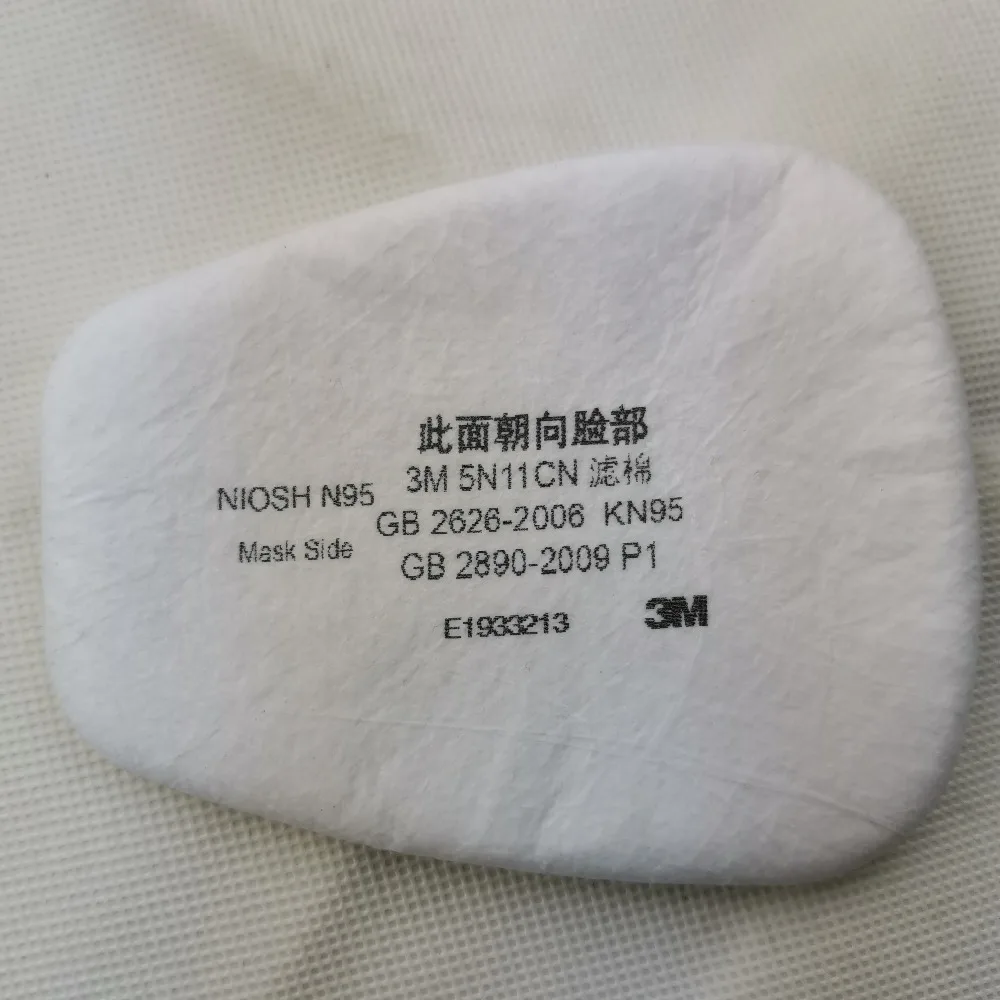 此面朝向脸部
NIOSH N95 3M 5N11CN 滤棉
GB 2626-2006 KN95
Mask Side
GB 2890-2009 P1
E1933213 3M